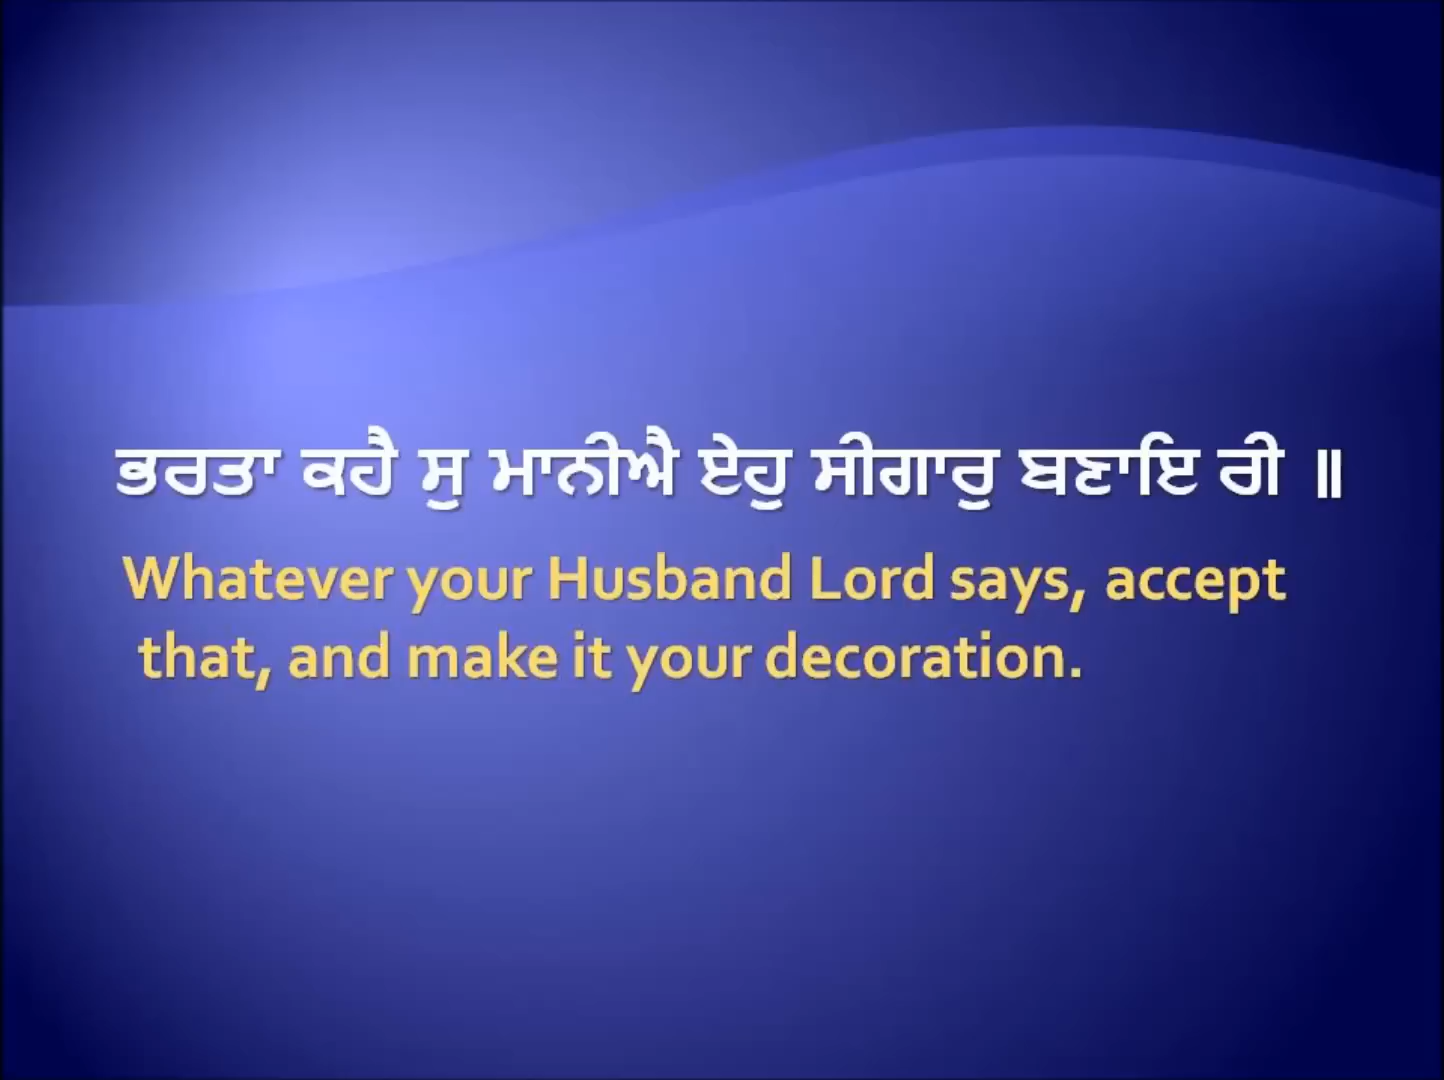 ਭਰਤਾ ਕਹੈ ਸੁ ਮਾਨੀਐ ਏਹੁ ਸੀਗਾਰੁ ਬਣਾਇ ਰੀ ॥
Whatever your Husband Lord says, accept
that, and make it your decoration.